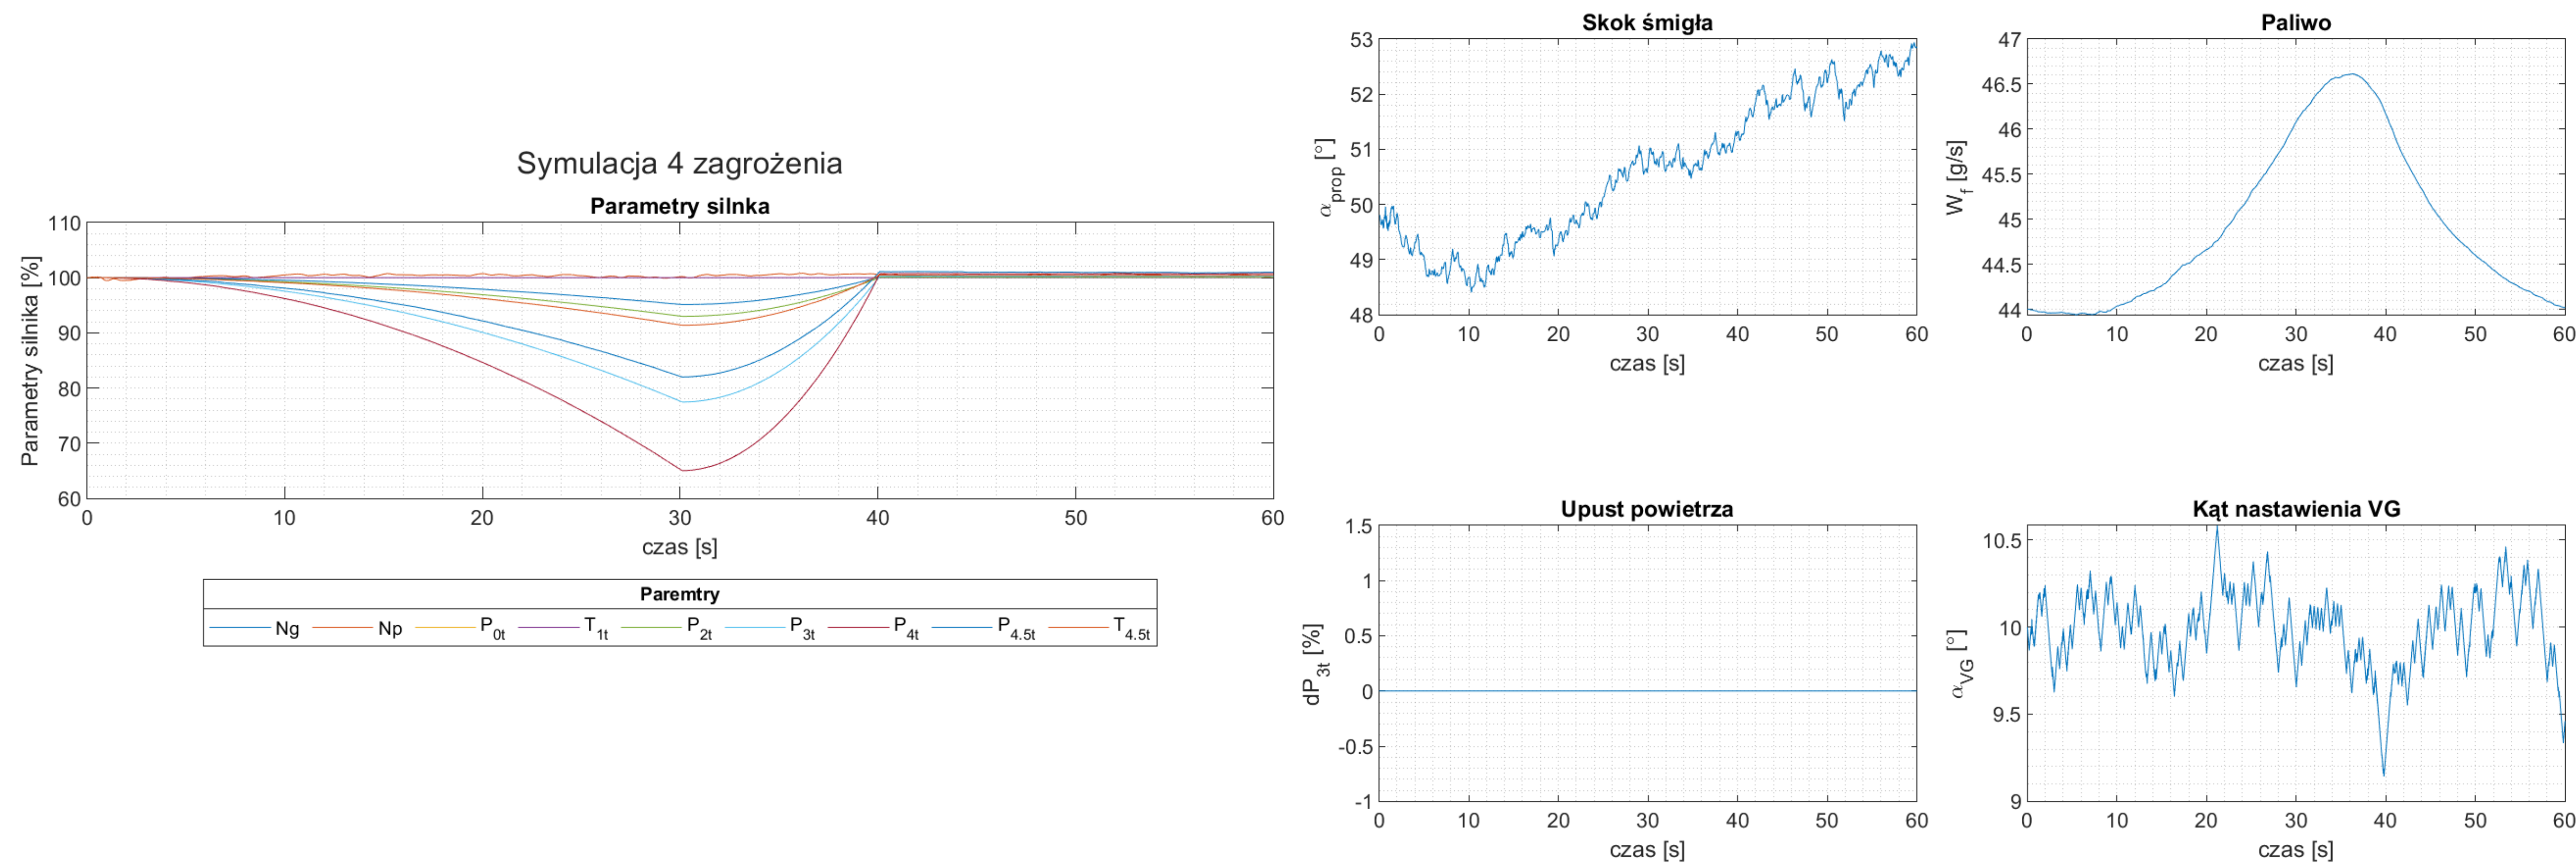 Symulacja 4 zagrożenia
Parametry silnka
Parametry silnika [%]
110
100
90
80
70
60
0 10 20 30 40 50 60
czas [s]
Paremtry
Ng Np P0t T1t P2t P3t P4t P4.5t T4.5t
Skok śmigła
αprop [°]
53
52
51
50
49
48
0 10 20 30 40 50 60
czas [s]
Paliwo
Wf [g/s]
47
46.5
46
45.5
45
44.5
44
0 10 20 30 40 50 60
czas [s]
Upust powietrza
dP3t [%]
1.5
1
0.5
0
-0.5
-1
0 10 20 30 40 50 60
czas [s]
Kąt nastawienia VG
αVG [°]
10.5
10
9.5
9
0 10 20 30 40 50 60
czas [s]